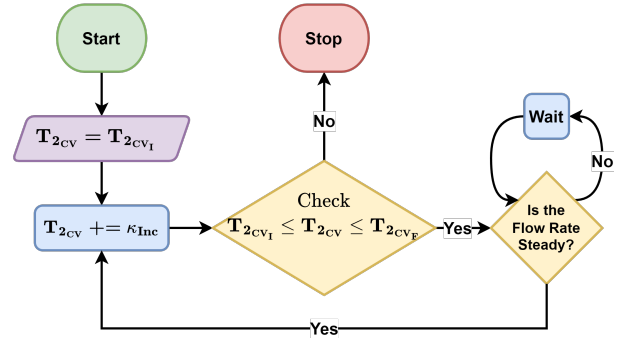 Start
Stop
T_{2_{CV}} = T_{2_{CV_I}}
Wait
No
No
Check
T_{2_{CV_I}} ≤ T_{2_{CV}} ≤ T_{2_{CV_F}}
T_{2_{CV}} += κ_{Inc}
Yes
Is the
Flow Rate
Steady?
Yes